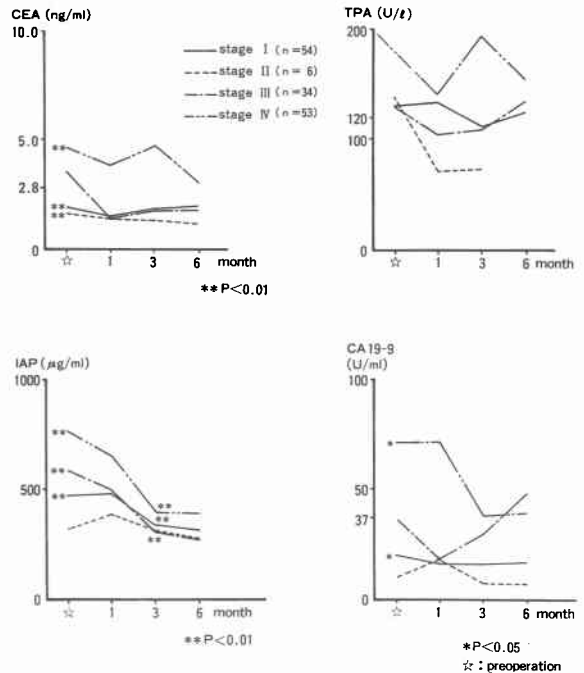 CEA (ng/ml)
10.0
5.0
2.8
0
stage I (n=54)
stage II (n= 6)
stage III (n=34)
stage IV (n=53)
**
**
**
☆ 1 3 6 month
**P<0.01
TPA (U/ℓ)
200
120
100
0
☆ 1 3 6 month
IAP (μg/ml)
1000
500
0
**
**
**
**
**
**
☆ 1 3 6 month
**P<0.01
CA19-9
(U/ml)
100
50
37
0
*
*
☆ 1 3 6 month
*P<0.05
☆ : preoperation